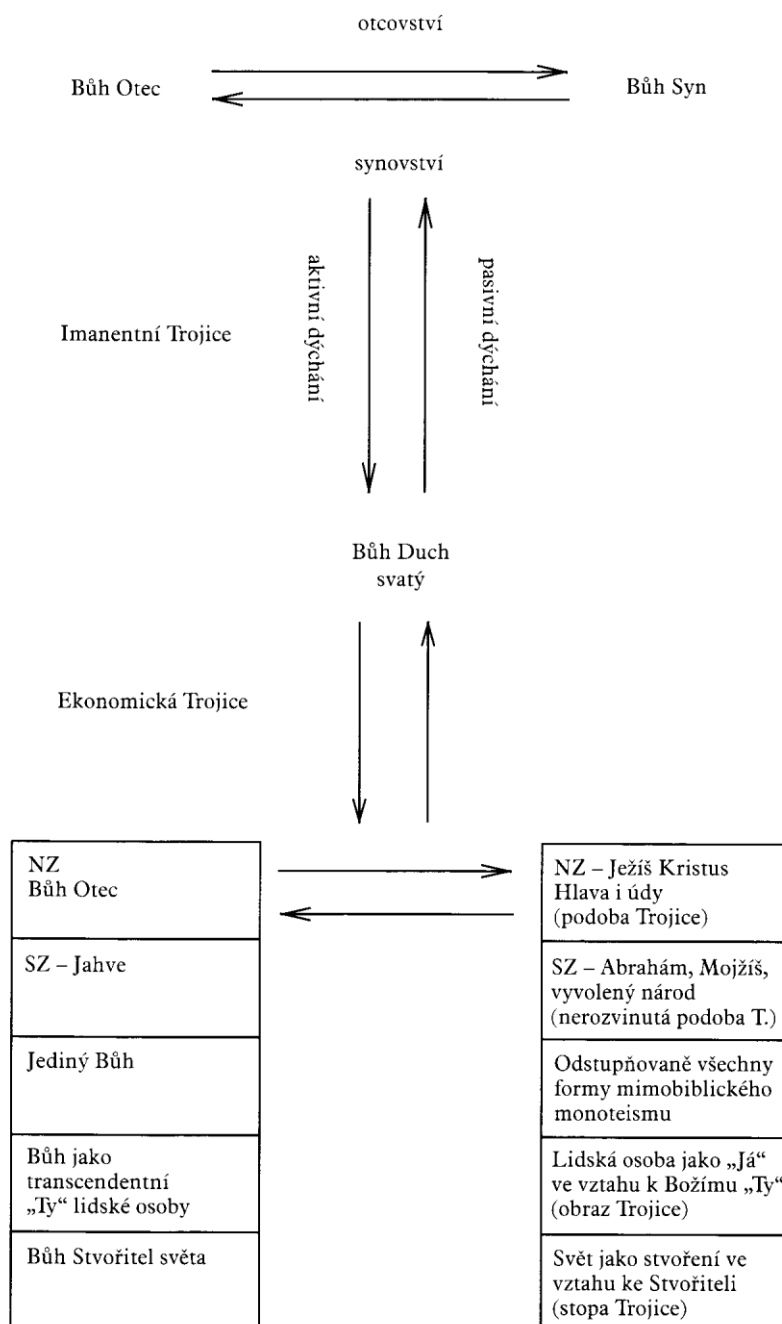 otcovství
Bůh Otec
Bůh Syn
synovství
aktivní dýchání
pasivní dýchání
Imanentní Trojice
Bůh Duch
svatý
Ekonomická Trojice
NZ
Bůh Otec
NZ – Ježíš Kristus
Hlava i údy
(podoba Trojice)
SZ – Jahve
SZ – Abrahám, Mojžíš,
vyvolený národ
(nerozvinutá podoba T.)
Jediný Bůh
Odstupňovaně všechny
formy mimobiblického
monoteismu
Bůh jako
transcendentní
„Ty“ lidské osoby
Lidská osoba jako „Já“
ve vztahu k Božímu „Ty“
(obraz Trojice)
Bůh Stvořitel světa
Svět jako stvoření ve
vztahu ke Stvořiteli
(stopa Trojice)